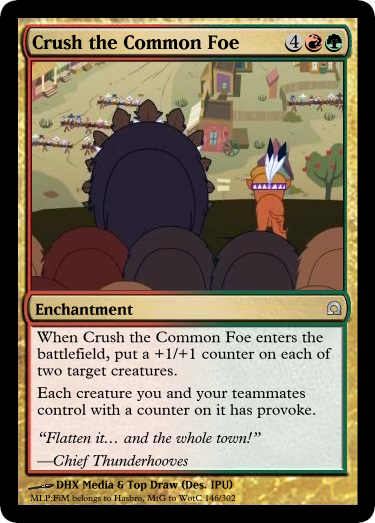 Crush the Common Foe 4
Enchantment
When Crush the Common Foe enters the
battlefield, put a +1/+1 counter on each of
two target creatures.
Each creature you and your teammates
control with a counter on it has provoke.
“Flatten it… and the whole town!”
—Chief Thunderhooves
DHX Media & Top Draw (Des. IPU)
MLP:FiM belongs to Hasbro, MtG to WotC 146/302